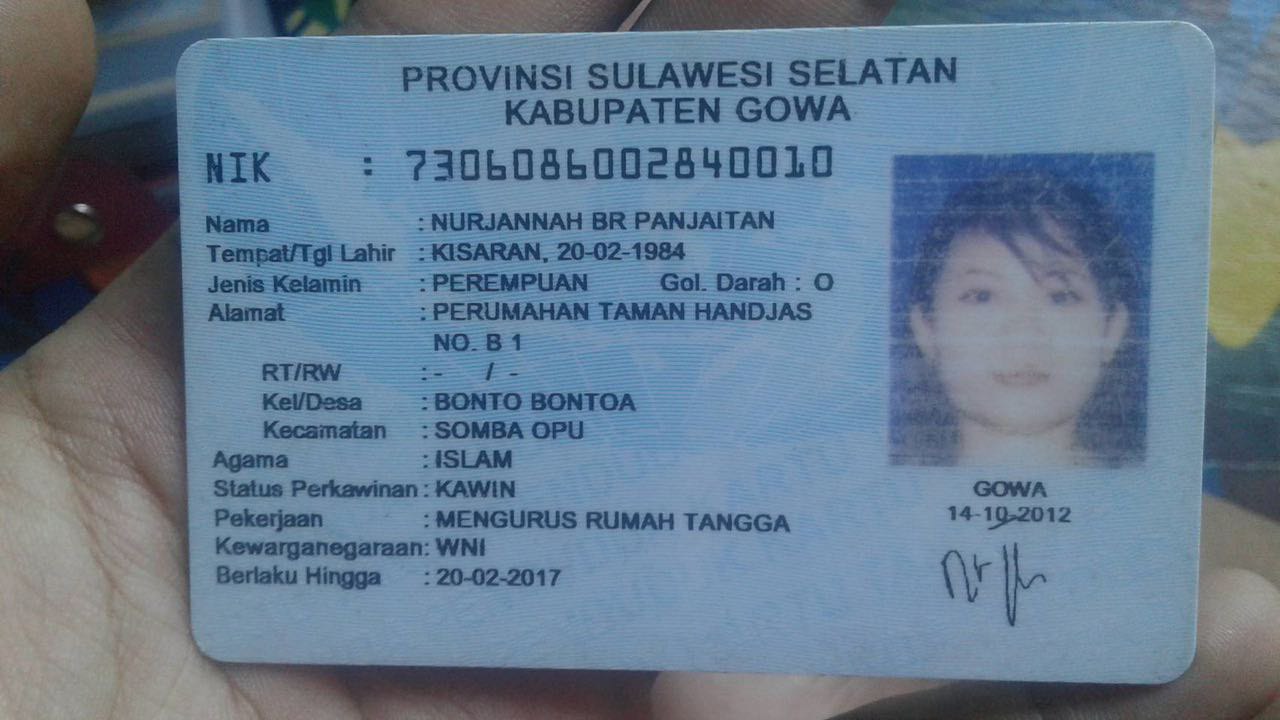 PROVINSI SULAWESI SELATAN
KABUPATEN GOWA
NIK : 7306086002840010
Nama : NURJANNAH BR PANJAITAN
Tempat/Tgl Lahir : KISARAN, 20-02-1984
Jenis Kelamin : PEREMPUAN Gol. Darah : O
Alamat : PERUMAHAN TAMAN HANDJAS
NO. B 1
RT/RW : - / -
Kel/Desa : BONTO BONTOA
Kecamatan : SOMBA OPU
Agama : ISLAM
Status Perkawinan : KAWIN
Pekerjaan : MENGURUS RUMAH TANGGA
Kewarganegaraan : WNI
Berlaku Hingga : 20-02-2017
GOWA
14-10-2012